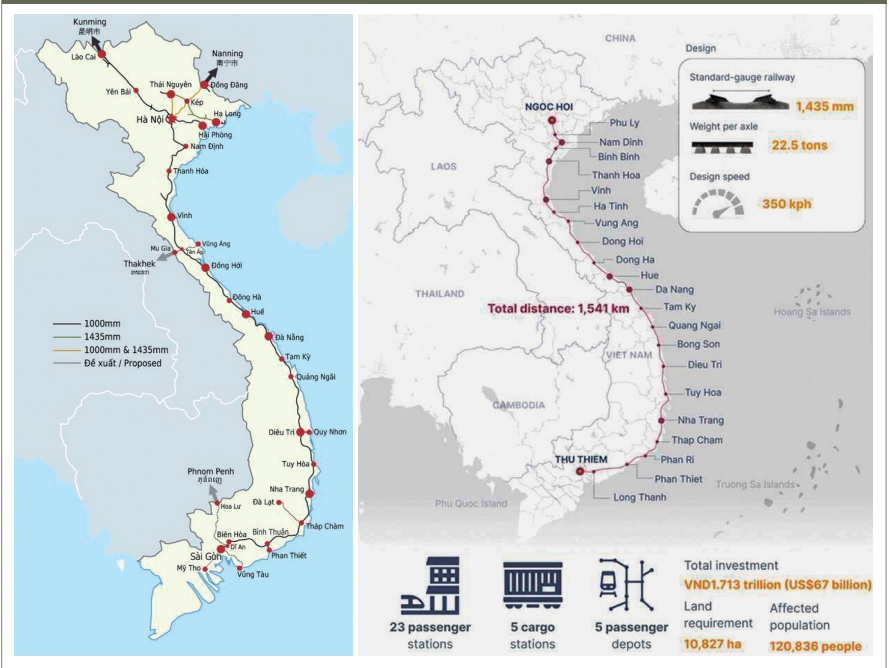 Kunming
昆明市
Lào Cai
Nanning
南宁市
Thái Nguyên
Đồng Đăng
Yên Bái
Kép
Hà Nội
Hạ Long
Hải Phòng
Nam Định
Thanh Hóa
Vinh
Mu Gia
Vũng Áng
Tân Ấp
Thakhek
Đồng Hới
Đông Hà
Huế
Đà Nẵng
Tam Kỳ
Quảng Ngãi
1000mm
1435mm
1000mm & 1435mm
Đề xuất / Proposed
Diêu Trì
Quy Nhơn
Tuy Hòa
Phnom Penh
Nha Trang
Đà Lạt
Hoa Lư
Tháp Chàm
Biên Hòa
Bình Thuận
Dĩ An
Sài Gòn
Phan Thiết
Mỹ Tho
Vũng Tàu
CHINA
NGOC HOI
Phu Ly
Nam Dinh
Binh Binh
LAOS
Thanh Hoa
Vinh
Ha Tinh
Vung Ang
Dong Hoi
Dong Ha
Hue
THAILAND
Da Nang
Total distance: 1,541 km
Tam Ky
Hoang Sa Islands
Quang Ngai
Bong Son
VIET NAM
Dieu Tri
Tuy Hoa
CAMBODIA
Nha Trang
Thap Cham
THU THIEM
Phan Ri
Phan Thiet
Truong Sa Islands
Phu Quoc Island
Long Thanh
Design
Standard-gauge railway
1,435 mm
Weight per axle
22.5 tons
Design speed
350 kph
23 passenger
stations
5 cargo
stations
5 passenger
depots
Total investment
VND1.713 trillion (US$67 billion)
Land
requirement
10,827 ha
Affected
population
120,836 people